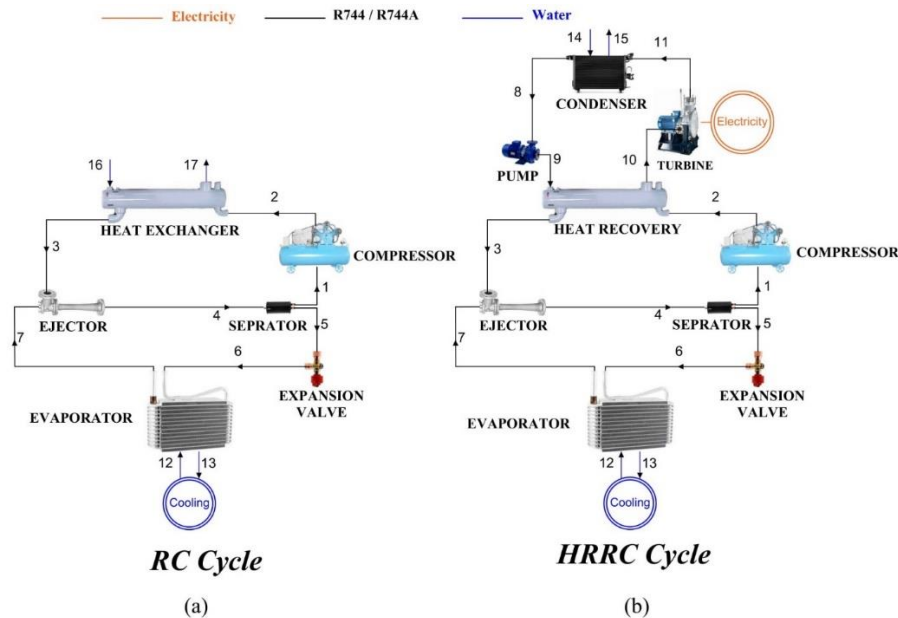 Electricity R744 / R744A Water
16 17
2
HEAT EXCHANGER
3
COMPRESSOR
1
EJECTOR
4
SEPRATOR
7
5
6
EXPANSION
VALVE
EVAPORATOR
12 13
Cooling
RC Cycle
(a)
14 15 11
8
CONDENSER
Electricity
9
10
PUMP
TURBINE
2
HEAT RECOVERY
3
COMPRESSOR
1
EJECTOR
4
SEPRATOR
7
5
6
EXPANSION
VALVE
EVAPORATOR
12 13
Cooling
HRRC Cycle
(b)